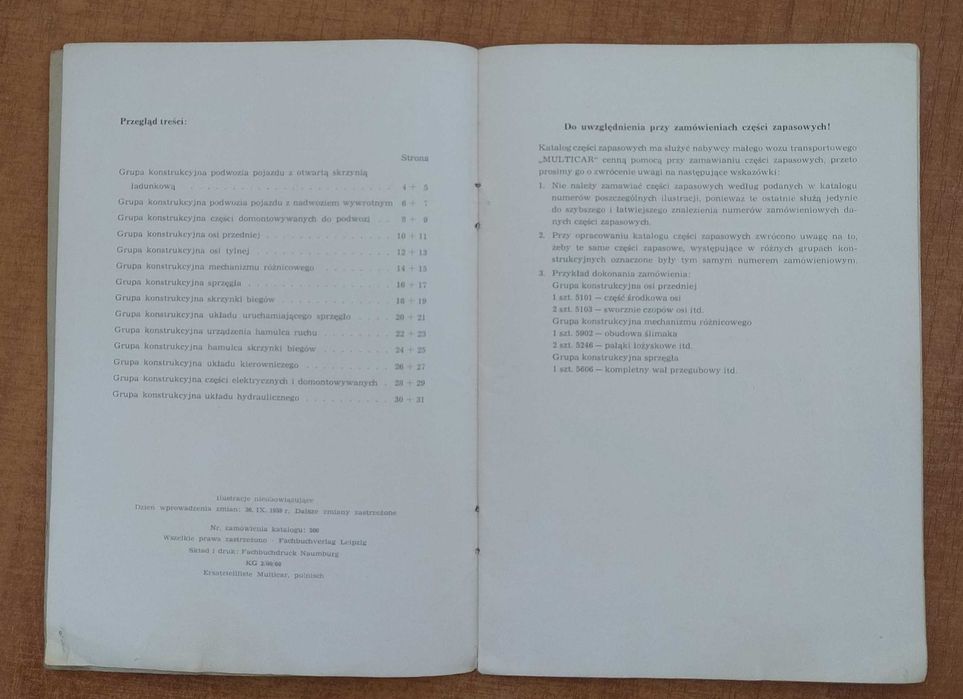 Przegląd treści:
Strona
Grupa konstrukcyjna podwozia pojazdu z otwartą skrzynią
ładunkową . . . . . . . . . . . . . . . . . . . . . . . . 4 + 5
Grupa konstrukcyjna podwozia pojazdu z nadwoziem wywrotnym 6 + 7
Grupa konstrukcyjna części domontowywanych do podwozi . . 8 + 9
Grupa konstrukcyjna osi przedniej . . . . . . . . . . . . . . 10 + 11
Grupa konstrukcyjna osi tylnej . . . . . . . . . . . . . . . 12 + 13
Grupa konstrukcyjna mechanizmu różnicowego . . . . . . . . 14 + 15
Grupa konstrukcyjna sprzęgła . . . . . . . . . . . . . . . . 16 + 17
Grupa konstrukcyjna skrzynki biegów . . . . . . . . . . . . 18 + 19
Grupa konstrukcyjna układu uruchamiającego sprzęgło . . . . 20 + 21
Grupa konstrukcyjna urządzenia hamulca ruchu . . . . . . . . 22 + 23
Grupa konstrukcyjna hamulca skrzynki biegów . . . . . . . . 24 + 25
Grupa konstrukcyjna układu kierowniczego . . . . . . . . . . 26 + 27
Grupa konstrukcyjna części elektrycznych i domontowywanych . 28 + 29
Grupa konstrukcyjna układu hydraulicznego . . . . . . . . . . 30 + 31
Ilustracje nieobowiązujące
Dzień wprowadzenia zmian: 30. IX. 1959 r. Dalsze zmiany zastrzeżone
Nr. zamówienia katalogu: 500
Wszelkie prawa zastrzeżono · Fachbuchverlag Leipzig
Skład i druk: Fachbuchdruck Naumburg
KG 2/60/60
Ersatzteilliste Multicar, polnisch
Do uwzględnienia przy zamówieniach części zapasowych!
Katalog części zapasowych ma służyć nabywcy małego wozu transportowego
„MULTICAR“ cenną pomocą przy zamawianiu części zapasowych, przeto
prosimy go o zwrócenie uwagi na następujące wskazówki:
1. Nie należy zamawiać części zapasowych według podanych w katalogu
numerów poszczególnych ilustracji, ponieważ te ostatnie służą jedynie
do szybszego i łatwiejszego znalezienia numerów zamówieniowych da-
nych części zapasowych.
2. Przy opracowaniu katalogu części zapasowych zwrócono uwagę na to,
żeby te same części zapasowe, występujące w różnych grupach kon-
strukcyjnych oznaczone były tym samym numerem zamówieniowym.
3. Przykład dokonania zamówienia:
Grupa konstrukcyjna osi przedniej
1 szt. 5101 — część środkowa osi
2 szt. 5103 — sworznie czopów osi itd.
Grupa konstrukcyjna mechanizmu różnicowego
1 szt. 5902 — obudowa ślimaka
2 szt. 5246 — pałąki łożyskowe itd.
Grupa konstrukcyjna sprzęgła
1 szt. 5606 — kompletny wał przegubowy itd.